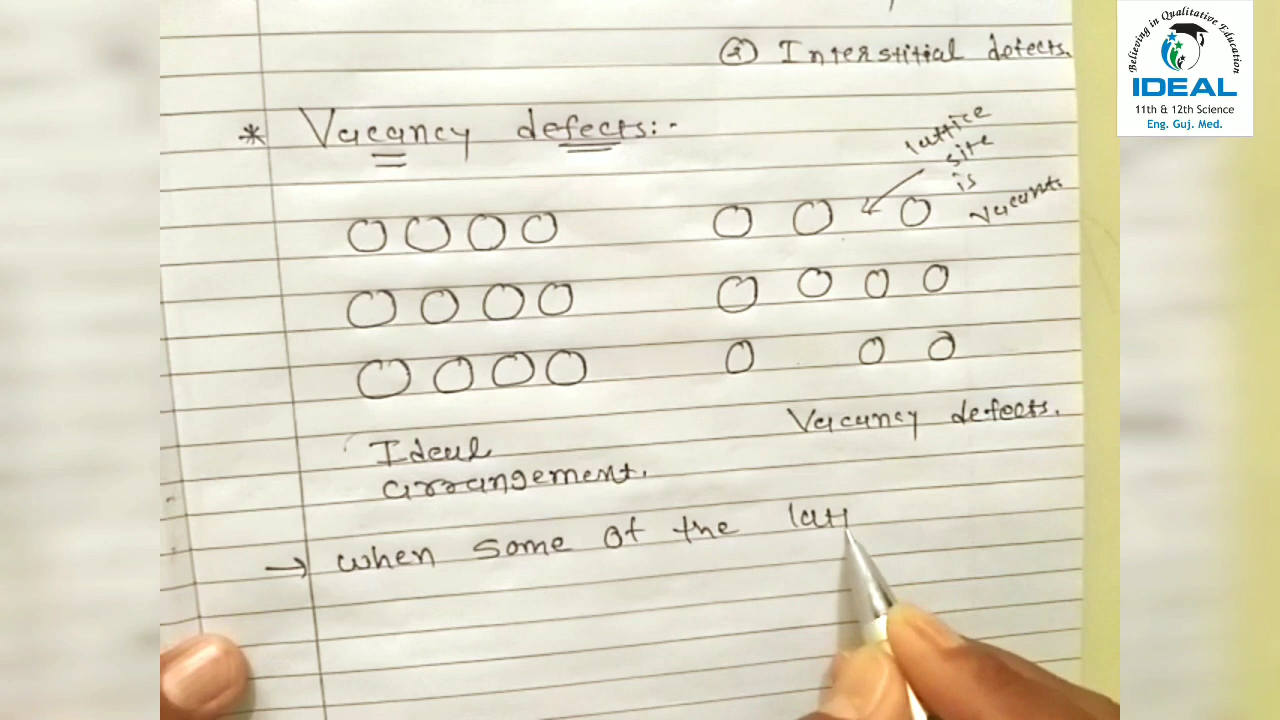 ② Interstitial defects.
* Vacancy defects:-
lattice
site
is
vacant.
Vacancy defects.
Ideal
arrangement.
→ when some of the latt
Believing in Qualitative Education
IDEAL
11th & 12th Science
Eng. Guj. Med.